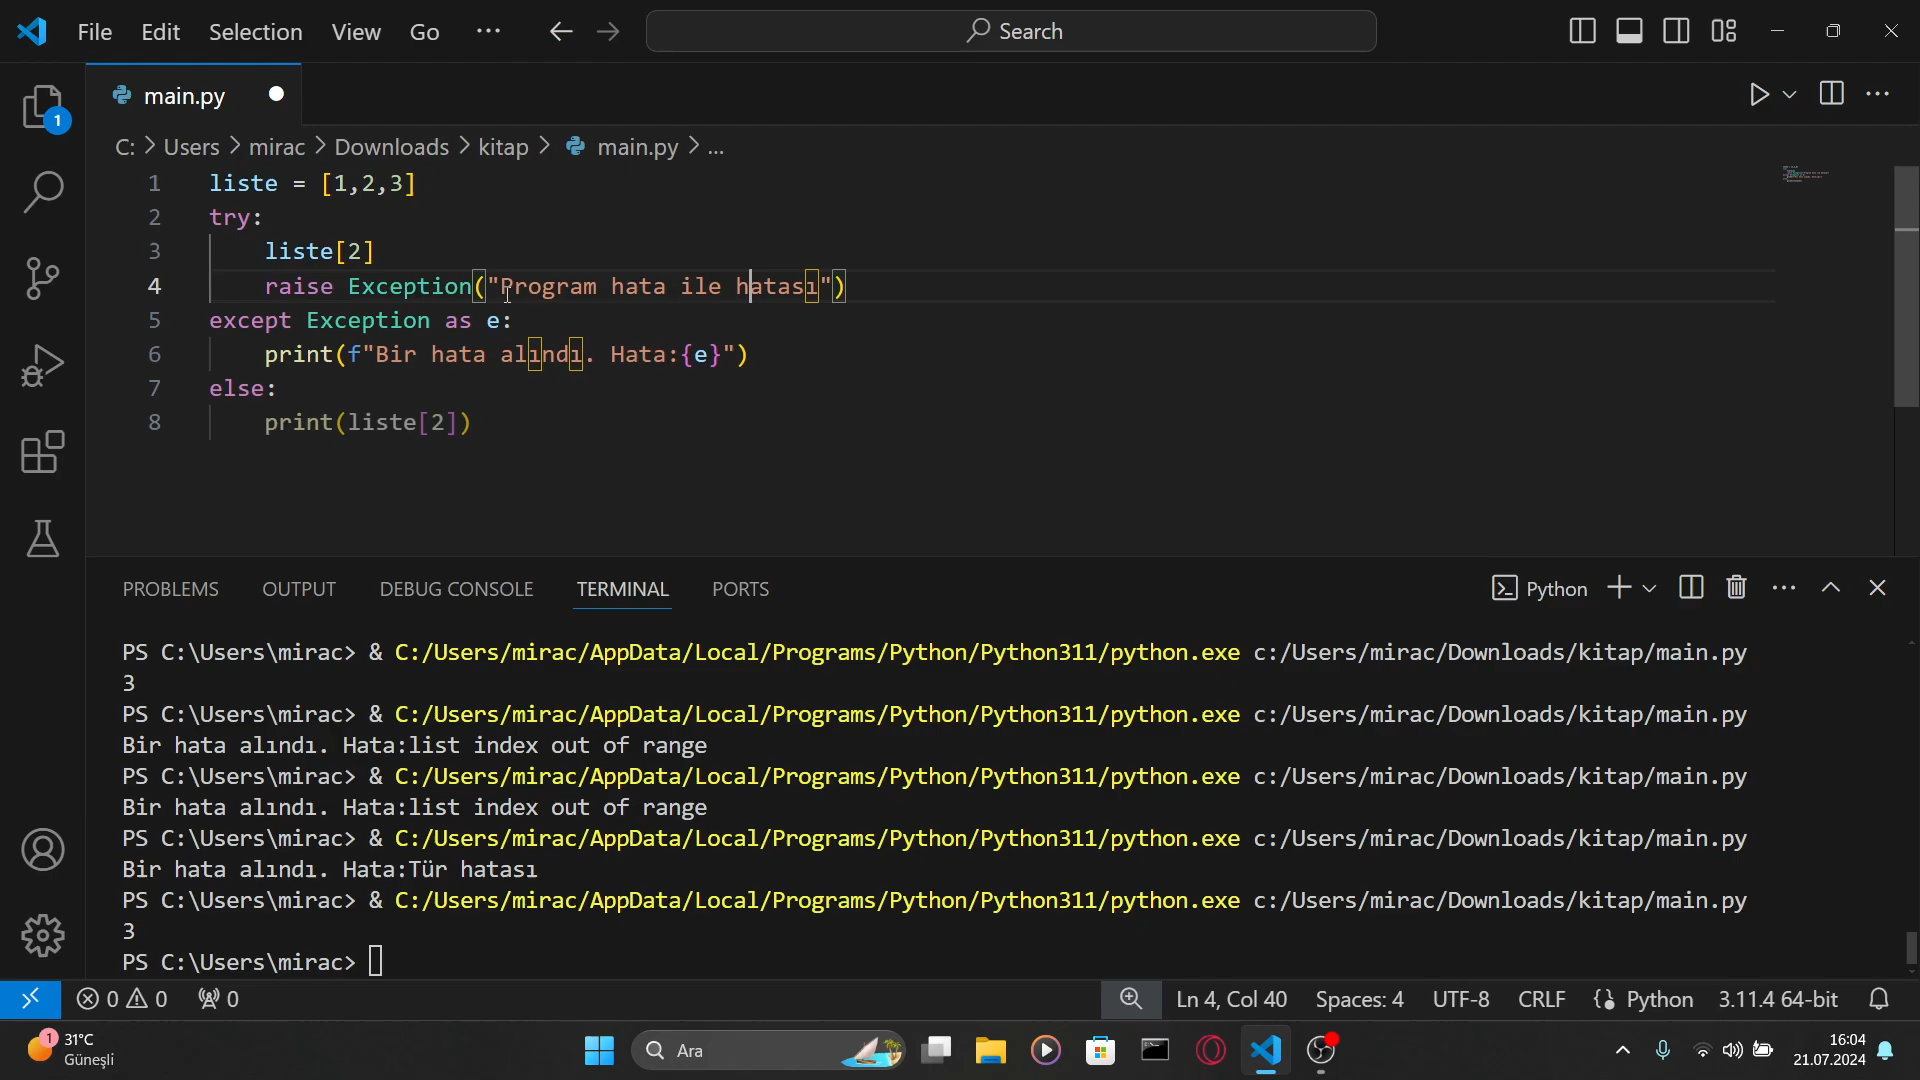 File Edit Selection View Go ... Search
main.py
C: > Users > mirac > Downloads > kitap > main.py > ...
1 liste = [1,2,3]
2 try:
3     liste[2]
4     raise Exception("Program hata ile hatası")
5 except Exception as e:
6     print(f"Bir hata alındı. Hata:{e}")
7 else:
8     print(liste[2])
1
PROBLEMS OUTPUT DEBUG CONSOLE TERMINAL PORTS Python
PS C:\Users\mirac> & C:/Users/mirac/AppData/Local/Programs/Python/Python311/python.exe c:/Users/mirac/Downloads/kitap/main.py
3
PS C:\Users\mirac> & C:/Users/mirac/AppData/Local/Programs/Python/Python311/python.exe c:/Users/mirac/Downloads/kitap/main.py
Bir hata alındı. Hata:list index out of range
PS C:\Users\mirac> & C:/Users/mirac/AppData/Local/Programs/Python/Python311/python.exe c:/Users/mirac/Downloads/kitap/main.py
Bir hata alındı. Hata:list index out of range
PS C:\Users\mirac> & C:/Users/mirac/AppData/Local/Programs/Python/Python311/python.exe c:/Users/mirac/Downloads/kitap/main.py
Bir hata alındı. Hata:Tür hatası
PS C:\Users\mirac> & C:/Users/mirac/AppData/Local/Programs/Python/Python311/python.exe c:/Users/mirac/Downloads/kitap/main.py
3
PS C:\Users\mirac>
0 0 0 Ln 4, Col 40 Spaces: 4 UTF-8 CRLF Python 3.11.4 64-bit
1 31°C Ara 16:04
Güneşli 21.07.2024